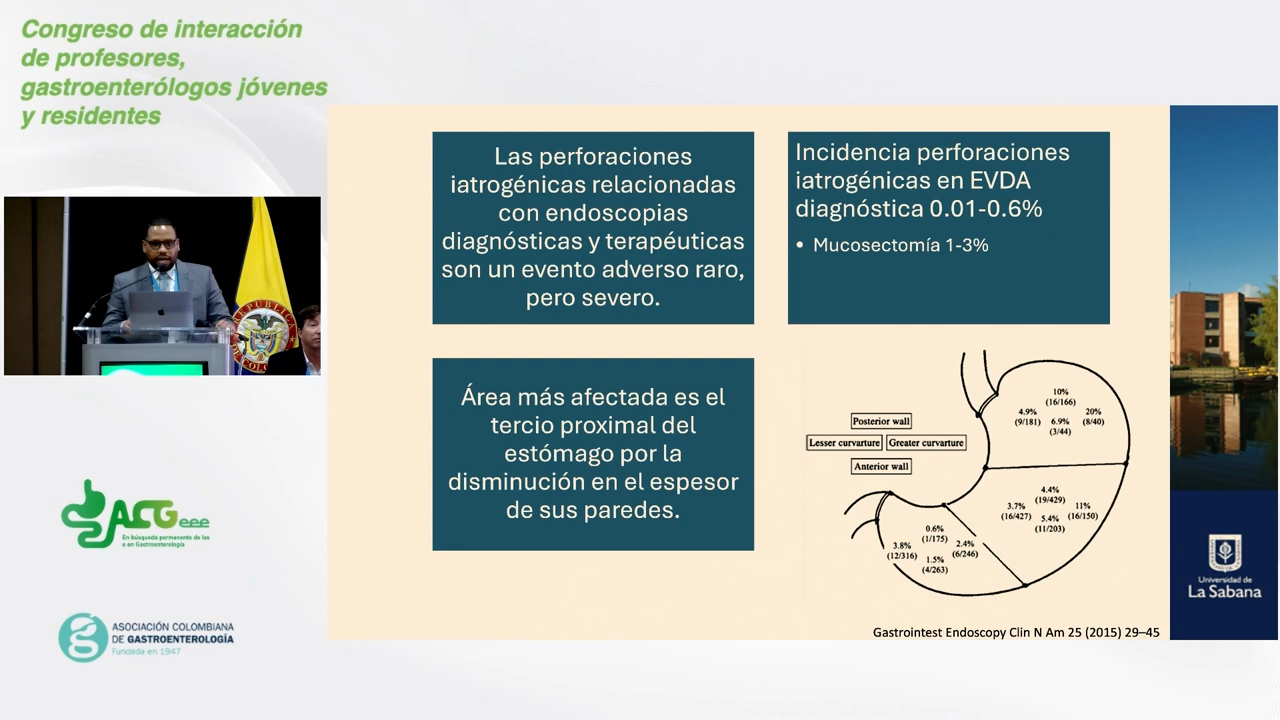 Congreso de interacción
de profesores,
gastroenterólogos jóvenes
y residentes
Las perforaciones
iatrogénicas relacionadas
con endoscopias
diagnósticas y terapéuticas
son un evento adverso raro,
pero severo.
Incidencia perforaciones
iatrogénicas en EVDA
diagnóstica 0.01-0.6%
• Mucosectomía 1-3%
Área más afectada es el
tercio proximal del
estómago por la
disminución en el espesor
de sus paredes.
Posterior wall
Lesser curvarture Greater curvarture
Anterior wall
10%
(16/166)
4.9%
(9/181)
20%
(8/40)
6.9%
(3/44)
4.4%
(19/429)
3.7%
(16/427)
11%
(16/150)
5.4%
(11/203)
0.6%
(1/175)
3.8%
(12/316)
2.4%
(6/246)
1.5%
(4/263)
Gastrointest Endoscopy Clin N Am 25 (2015) 29–45
REPÚBLICA
ACGeee
En búsqueda permanente de las
e en Gastroenterología
ASOCIACIÓN COLOMBIANA
DE GASTROENTEROLOGÍA
Fundada en 1947
Universidad de
La Sabana